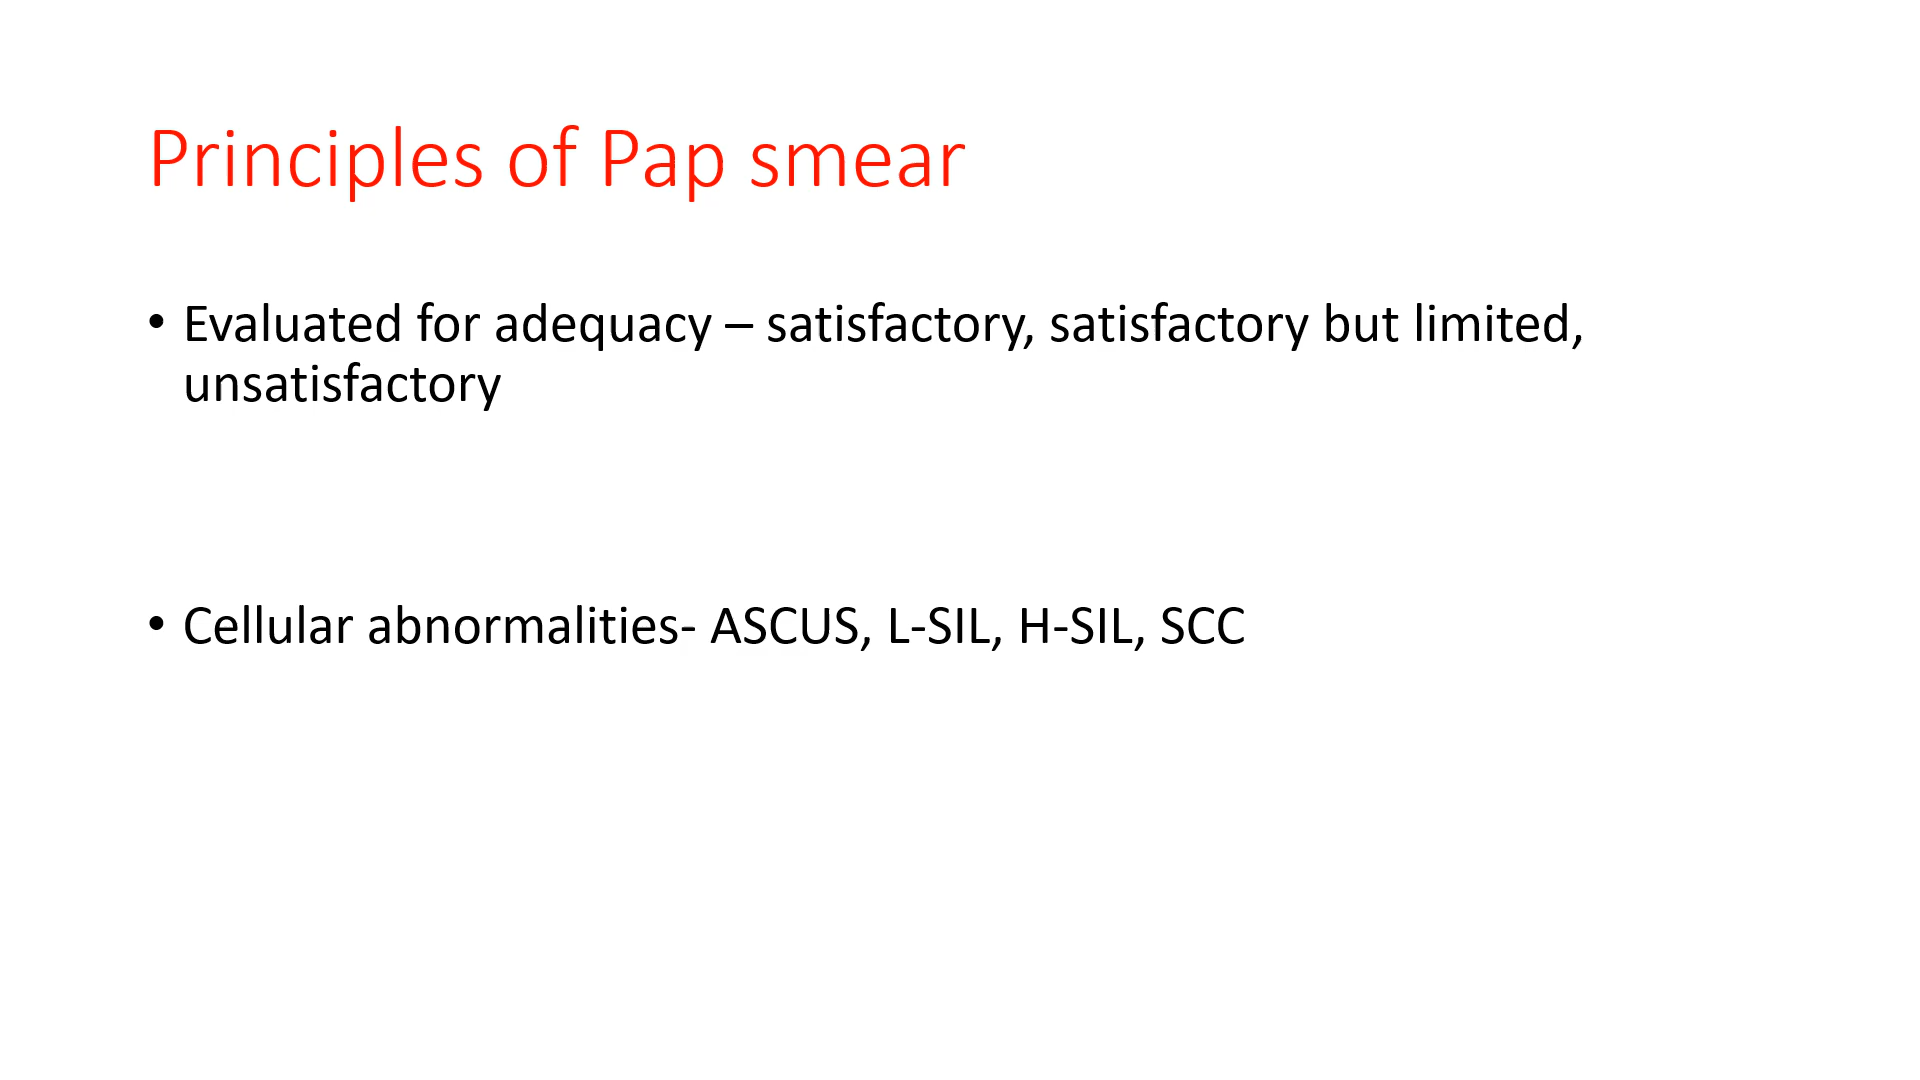 Principles of Pap smear
• Evaluated for adequacy – satisfactory, satisfactory but limited,
unsatisfactory
• Cellular abnormalities- ASCUS, L-SIL, H-SIL, SCC